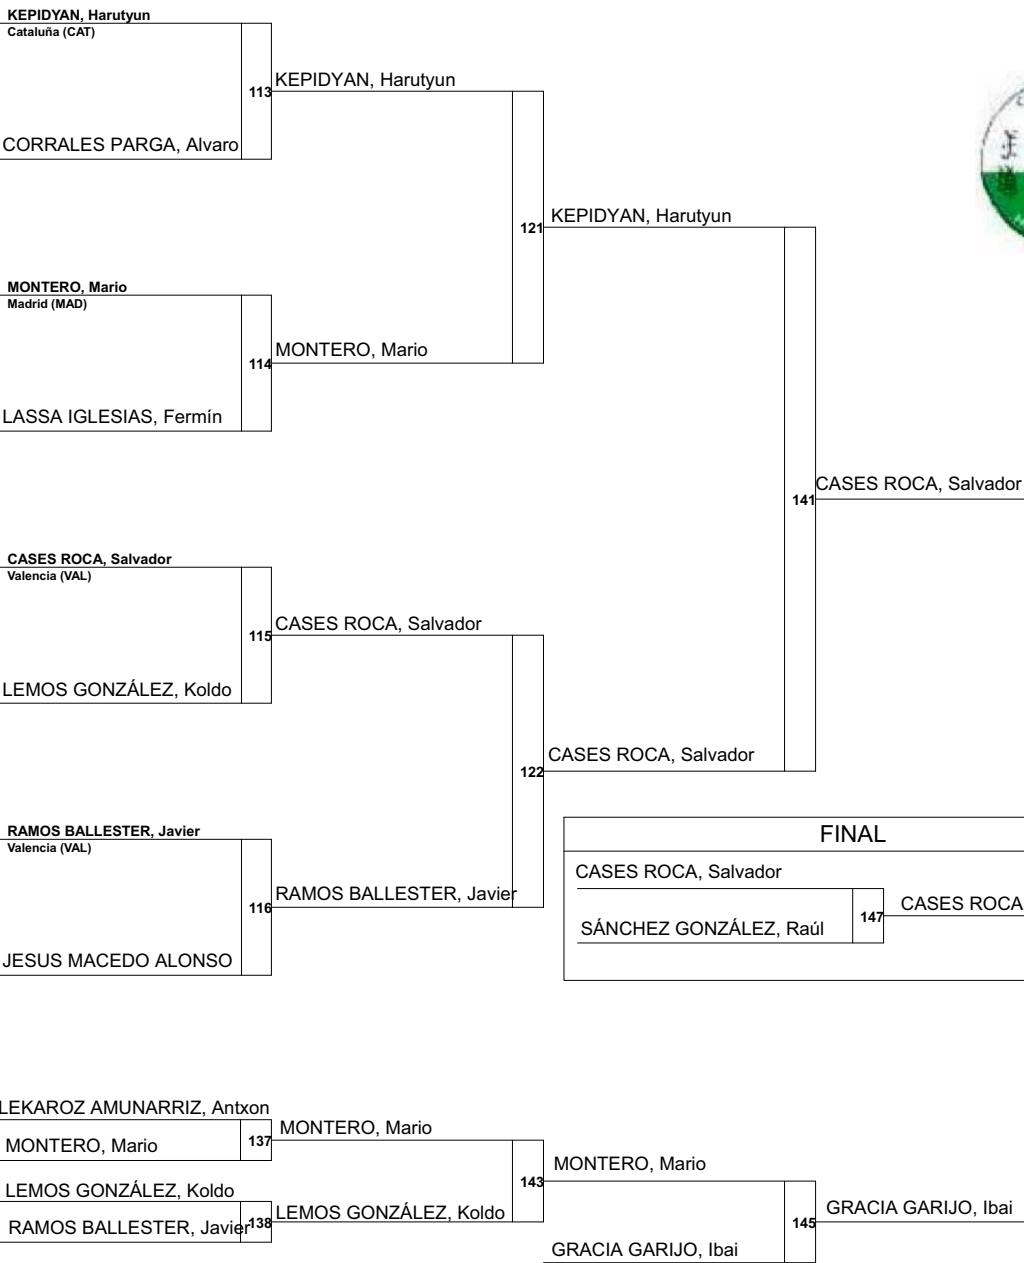 KEPIDYAN, Harutyun
Cataluña (CAT)
113
KEPIDYAN, Harutyun
CORRALES PARGA, Alvaro
121
KEPIDYAN, Harutyun
MONTERO, Mario
Madrid (MAD)
114
MONTERO, Mario
LASSA IGLESIAS, Fermín
141
CASES ROCA, Salvador
CASES ROCA, Salvador
Valencia (VAL)
115
CASES ROCA, Salvador
LEMOS GONZÁLEZ, Koldo
122
CASES ROCA, Salvador
RAMOS BALLESTER, Javier
Valencia (VAL)
116
RAMOS BALLESTER, Javier
JESUS MACEDO ALONSO
FINAL
CASES ROCA, Salvador
147
CASES ROCA
SÁNCHEZ GONZÁLEZ, Raúl
LEKAROZ AMUNARRIZ, Antxon
137
MONTERO, Mario
MONTERO, Mario
143
MONTERO, Mario
LEMOS GONZÁLEZ, Koldo
138
LEMOS GONZÁLEZ, Koldo
RAMOS BALLESTER, Javier
145
GRACIA GARIJO, Ibai
GRACIA GARIJO, Ibai